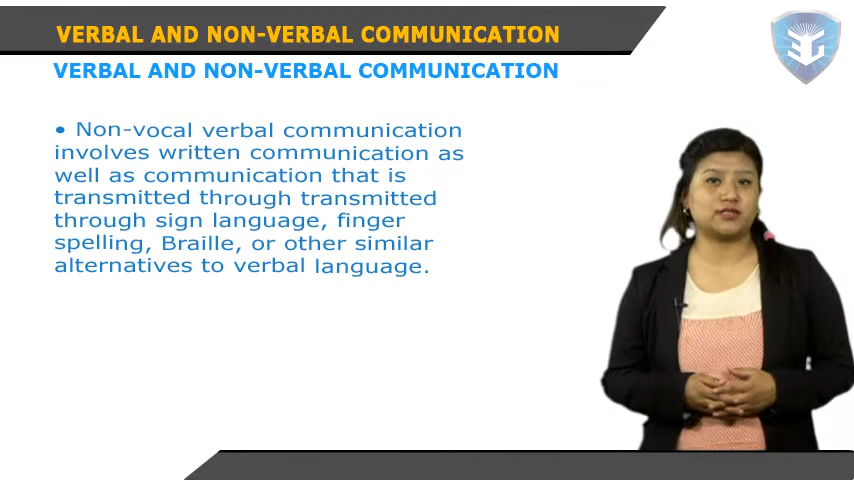 VERBAL AND NON-VERBAL COMMUNICATION
VERBAL AND NON-VERBAL COMMUNICATION
• Non-vocal verbal communication
involves written communication as
well as communication that is
transmitted through transmitted
through sign language, finger
spelling, Braille, or other similar
alternatives to verbal language.